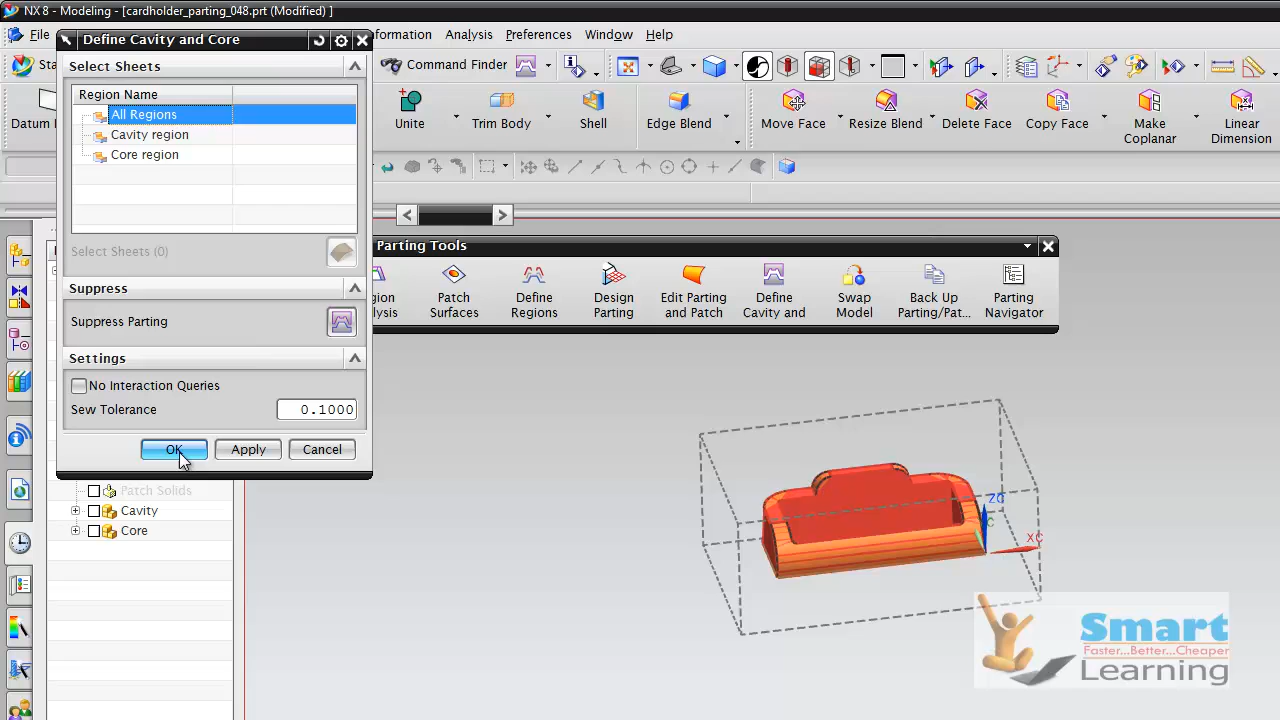 NX 8 - Modeling - [cardholder_parting_048.prt (Modified) ]
File
formation Analysis Preferences Window Help
Define Cavity and Core
Sta
Command Finder
Select Sheets
Region Name
All Regions
Cavity region
Core region
Select Sheets (0)
Suppress
Suppress Parting
Settings
No Interaction Queries
Sew Tolerance 0.1000
OK Apply Cancel
Datum
Unite
Trim Body
Shell
Edge Blend
Move Face
Resize Blend
Delete Face
Copy Face
Make
Coplanar
Linear
Dimension
Parting Tools
gion
alysis
Patch
Surfaces
Define
Regions
Design
Parting
Edit Parting
and Patch
Define
Cavity and
Swap
Model
Back Up
Parting/Pat...
Parting
Navigator
Patch Solids
Cavity
Core
ZC
C
XC
Smart
Faster...Better...Cheaper
Learning